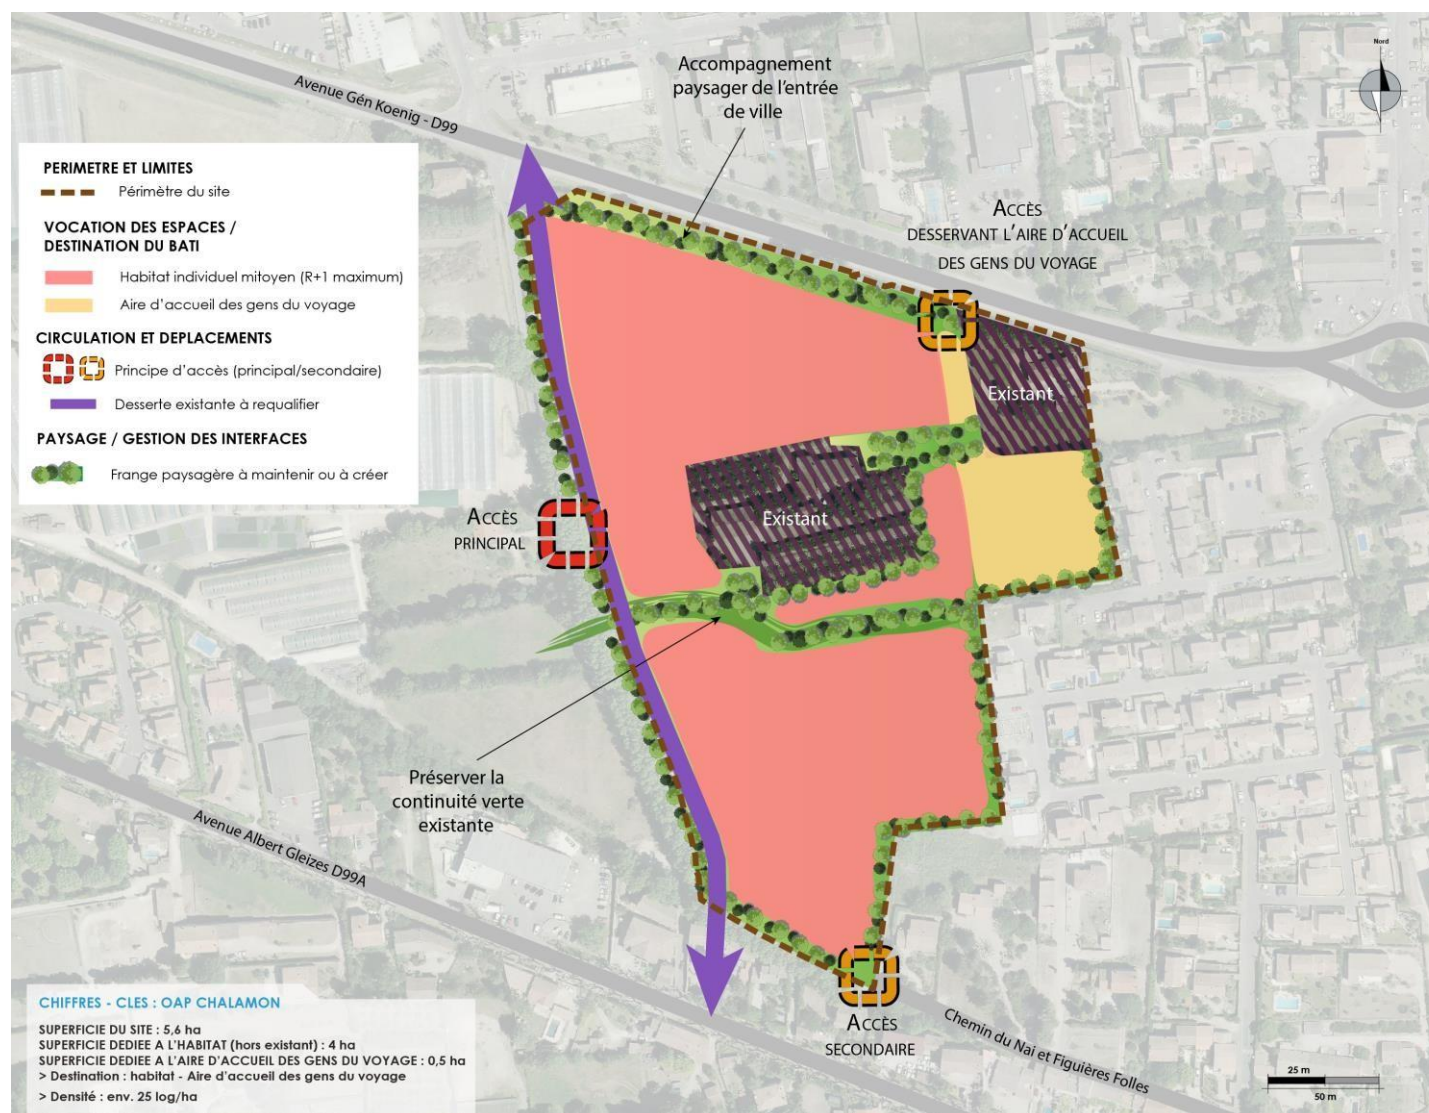 Nord
Accompagnement
paysager de l'entrée
de ville
Avenue Gén Koenig - D99
PERIMETRE ET LIMITES
Périmètre du site
VOCATION DES ESPACES /
DESTINATION DU BATI
Habitat individuel mitoyen (R+1 maximum)
Aire d'accueil des gens du voyage
CIRCULATION ET DEPLACEMENTS
Principe d'accès (principal/secondaire)
Desserte existante à requalifier
PAYSAGE / GESTION DES INTERFACES
Frange paysagère à maintenir ou à créer
ACCÈS
DESSERVANT L'AIRE D'ACCUEIL
DES GENS DU VOYAGE
Existant
Existant
ACCÈS
PRINCIPAL
Préserver la
continuité verte
existante
Avenue Albert Gleizes D99A
ACCÈS
SECONDAIRE
Chemin du Nai et Figuières Folles
CHIFFRES - CLES : OAP CHALAMON
SUPERFICIE DU SITE : 5,6 ha
SUPERFICIE DEDIEE A L'HABITAT (hors existant) : 4 ha
SUPERFICIE DEDIEE A L'AIRE D'ACCUEIL DES GENS DU VOYAGE : 0,5 ha
> Destination : habitat - Aire d'accueil des gens du voyage
> Densité : env. 25 log/ha
25 m
50 m